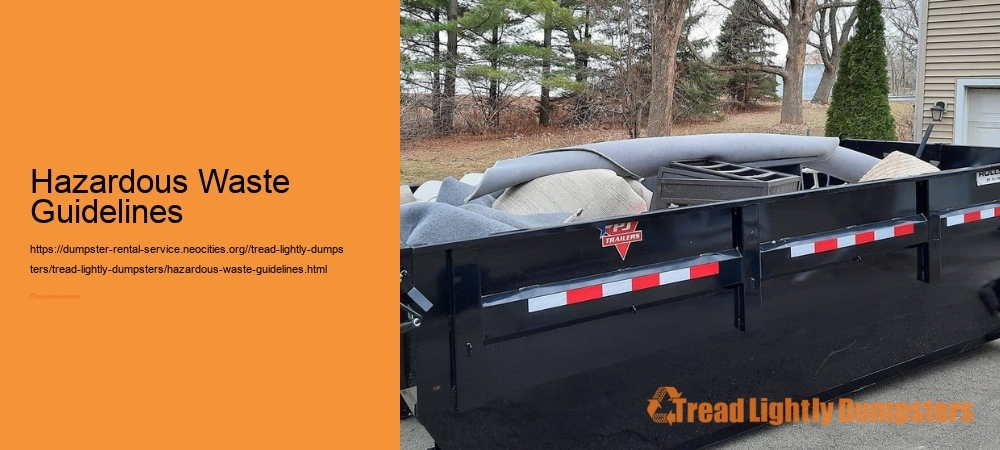 Hazardous Waste
Guidelines
https://dumpster-rental-service.neocities.org//tread-lightly-dumps
ters/tread-lightly-dumpsters/hazardous-waste-guidelines.html
PJ
TRAILERS
Tread Lightly Dumpsters